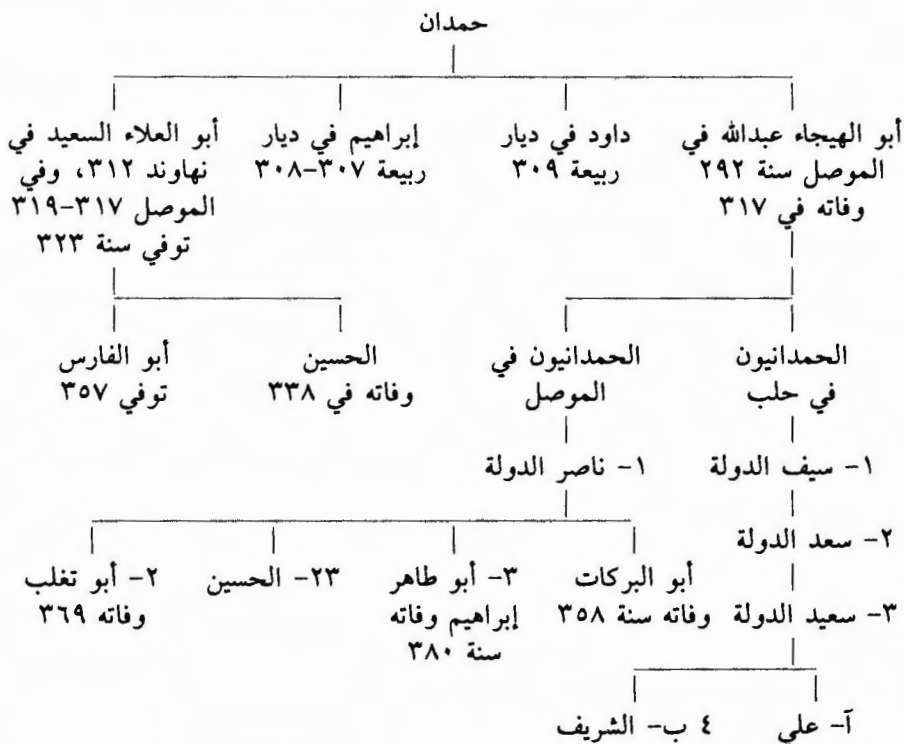 حمدان
أبو الهيجاء عبدالله في
الموصل سنة ٢٩٢
وفاته في ٣١٧
داود في ديار
ربيعة ٣٠٩
إبراهيم في ديار
ربيعة ٣٠٧-٣٠٨
أبو العلاء السعيد في
نهاوند ٣١٢، وفي
الموصل ٣١٧-٣١٩
توفي سنة ٣٢٣
الحمدانيون
في حلب
الحمدانيون في
الموصل
الحسين
وفاته في ٣٣٨
أبو الفارس
توفي ٣٥٧
١- سيف الدولة
١- ناصر الدولة
٢- سعد الدولة
٣- سعيد الدولة
أبو البركات
وفاته سنة ٣٥٨
٣- أبو طاهر
إبراهيم وفاته
سنة ٣٨٠
٢٣- الحسين
٢- أبو تغلب
وفاته ٣٦٩
آ- علي
٤ ب- الشريف